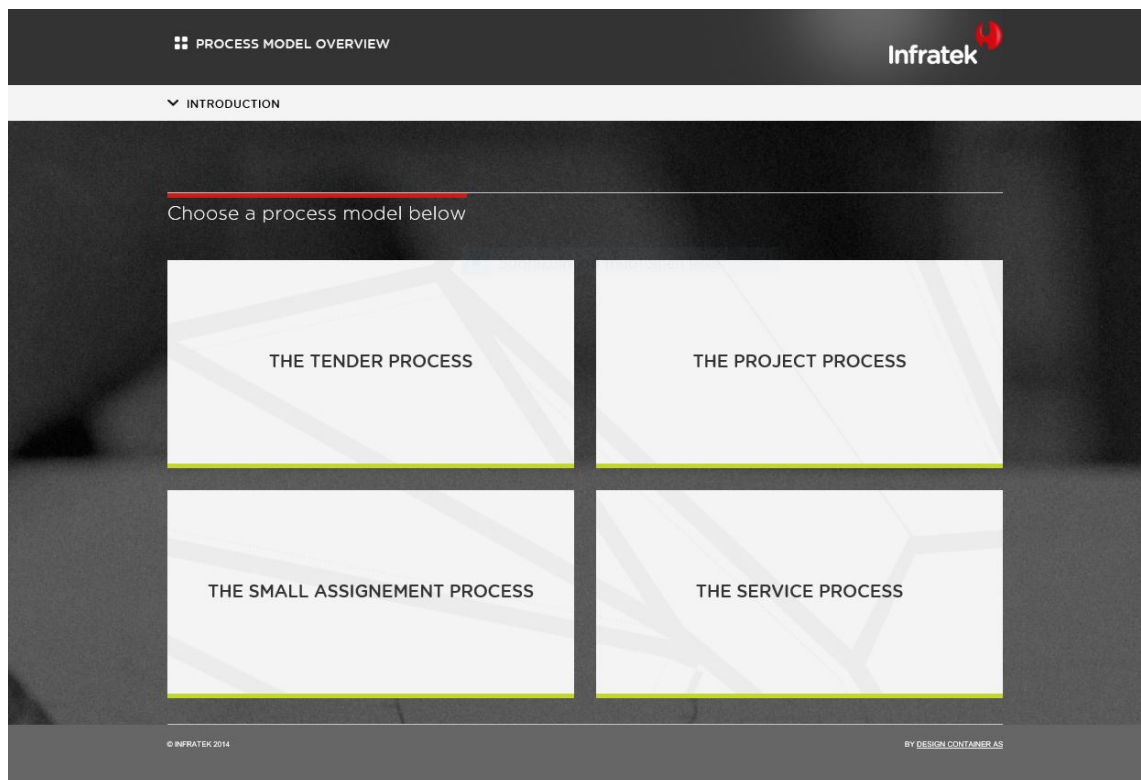 PROCESS MODEL OVERVIEW
Infratek
INTRODUCTION
Choose a process model below
THE TENDER PROCESS
THE PROJECT PROCESS
THE SMALL ASSIGNEMENT PROCESS
THE SERVICE PROCESS
© INFRATEK 2014
BY DESIGN CONTAINER AS